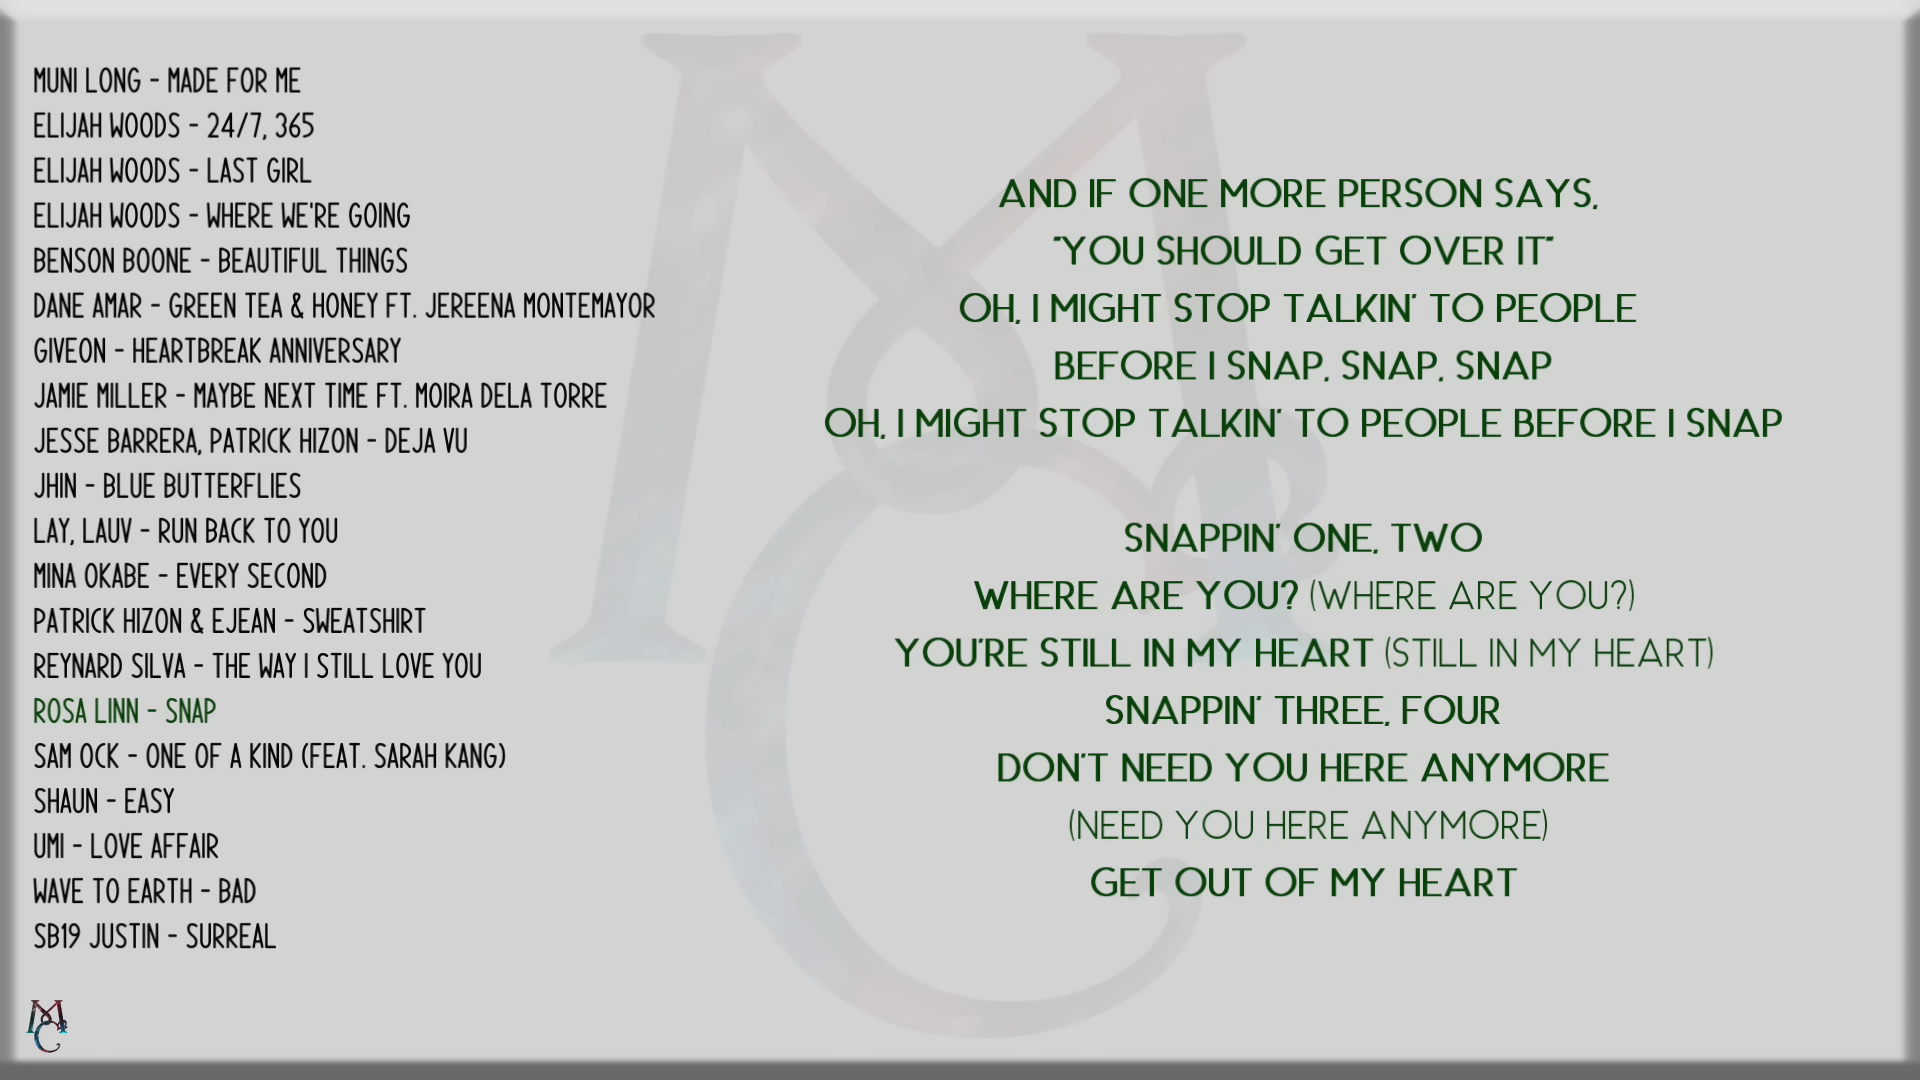 MUNI LONG - MADE FOR ME
ELIJAH WOODS - 24/7, 365
ELIJAH WOODS - LAST GIRL
ELIJAH WOODS - WHERE WE'RE GOING
BENSON BOONE - BEAUTIFUL THINGS
DANE AMAR - GREEN TEA & HONEY FT. JEREENA MONTEMAYOR
GIVEON - HEARTBREAK ANNIVERSARY
JAMIE MILLER - MAYBE NEXT TIME FT. MOIRA DELA TORRE
JESSE BARRERA, PATRICK HIZON - DEJA VU
JHIN - BLUE BUTTERFLIES
LAY, LAUV - RUN BACK TO YOU
MINA OKABE - EVERY SECOND
PATRICK HIZON & EJEAN - SWEATSHIRT
REYNARD SILVA - THE WAY I STILL LOVE YOU
ROSA LINN - SNAP
SAM OCK - ONE OF A KIND (FEAT. SARAH KANG)
SHAUN - EASY
UMI - LOVE AFFAIR
WAVE TO EARTH - BAD
SB19 JUSTIN - SURREAL
AND IF ONE MORE PERSON SAYS,
"YOU SHOULD GET OVER IT"
OH, I MIGHT STOP TALKIN' TO PEOPLE
BEFORE I SNAP, SNAP, SNAP
OH, I MIGHT STOP TALKIN' TO PEOPLE BEFORE I SNAP
SNAPPIN' ONE, TWO
WHERE ARE YOU? (WHERE ARE YOU?)
YOU'RE STILL IN MY HEART (STILL IN MY HEART)
SNAPPIN' THREE, FOUR
DON'T NEED YOU HERE ANYMORE
(NEED YOU HERE ANYMORE)
GET OUT OF MY HEART
MC